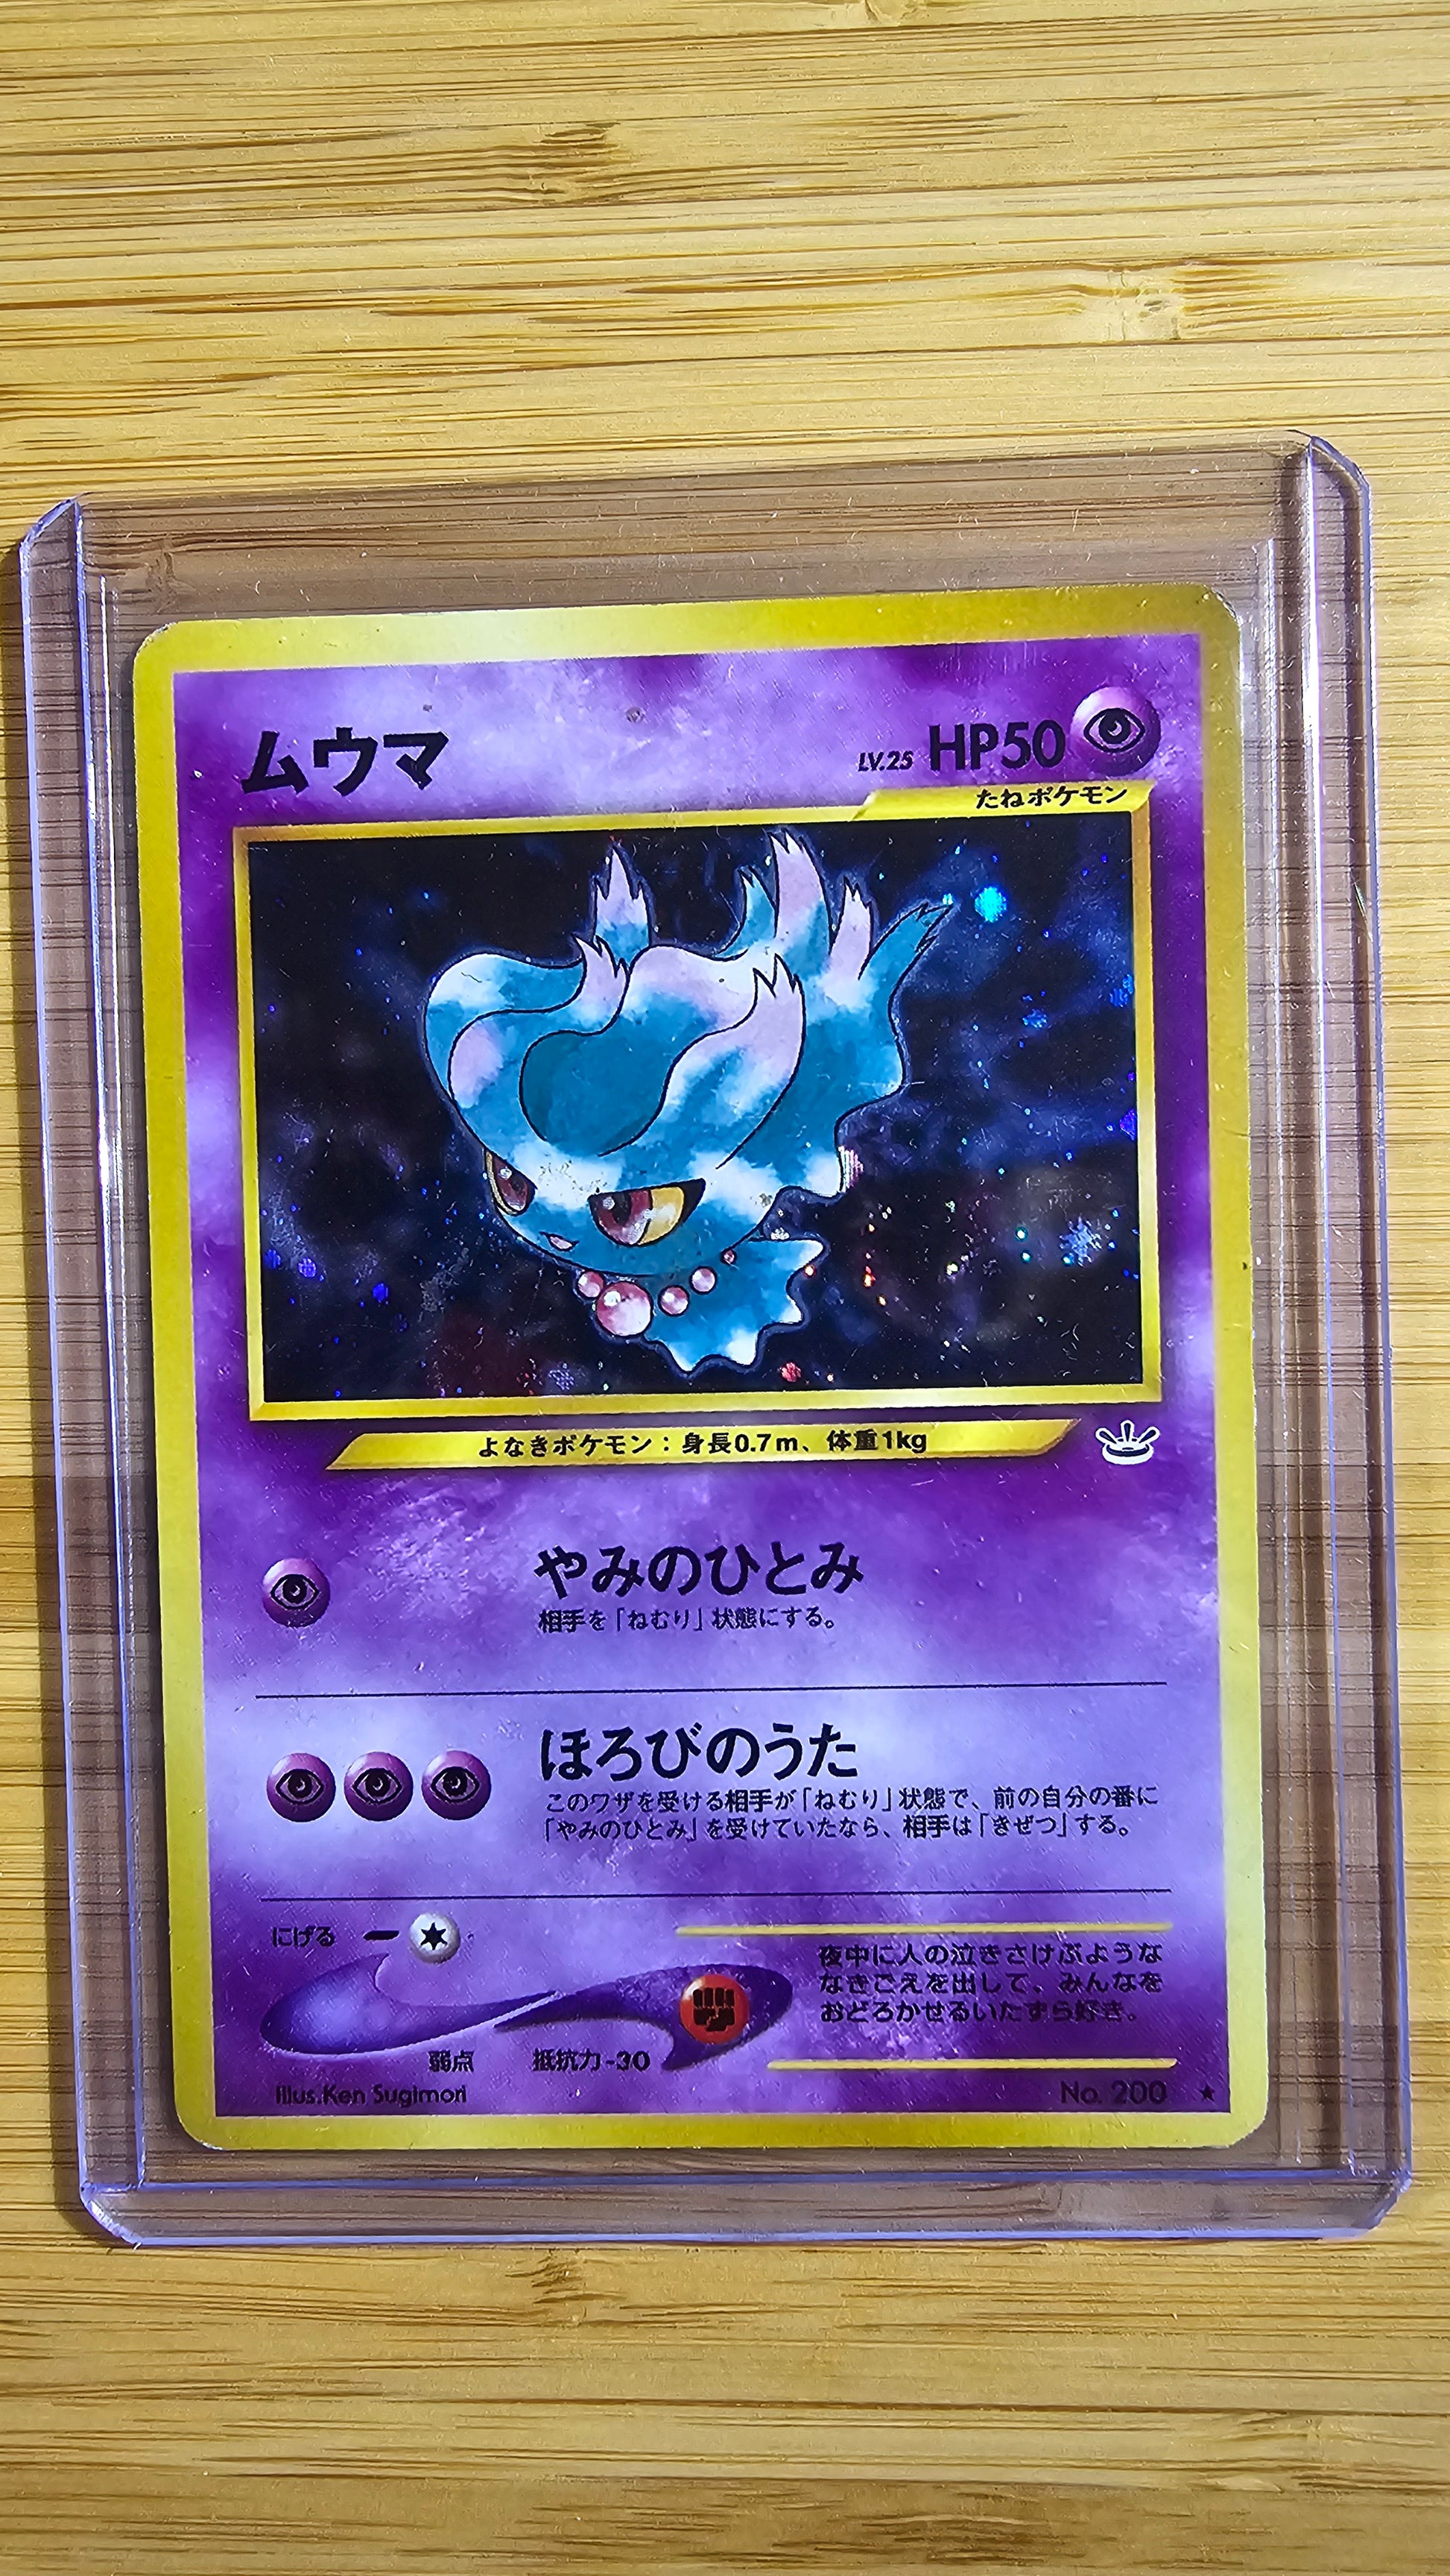 ムウマ
LV.25 HP50
たねポケモン
よなきポケモン：身長0.7m、体重1kg
やみのひとみ
相手を「ねむり」状態にする。
ほろびのうた
このワザを受ける相手が「ねむり」状態で、前の自分の番に
「やみのひとみ」を受けていたなら、相手は「きぜつ」する。
にげる
夜中に人の泣きさけぶような
なきごえを出して、みんなを
おどろかせるいたずら好き。
弱点 抵抗力-30
Illus.Ken Sugimori No. 200 ★